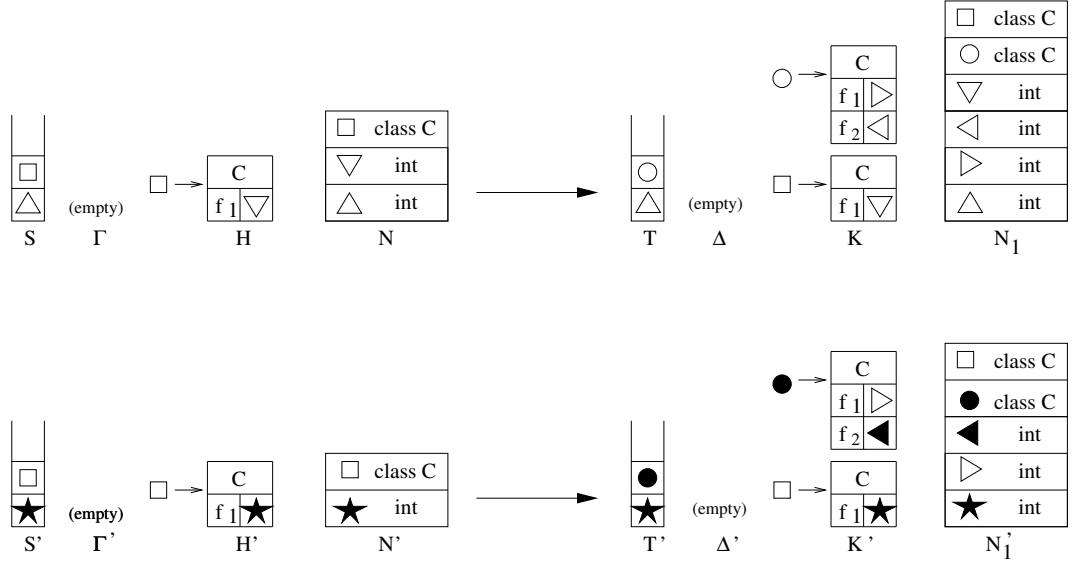 class C
C
class C
f 1
int
class C
f 2
int
C
int
int
C
(empty)
f 1
int
(empty)
f 1
int
S
Γ
H
N
T
Δ
K
N1
C
class C
f 1
class C
f 2
int
class C
C
C
int
(empty)
f 1
int
(empty)
f 1
int
S'
Γ'
H'
N'
T'
Δ'
K'
N1'